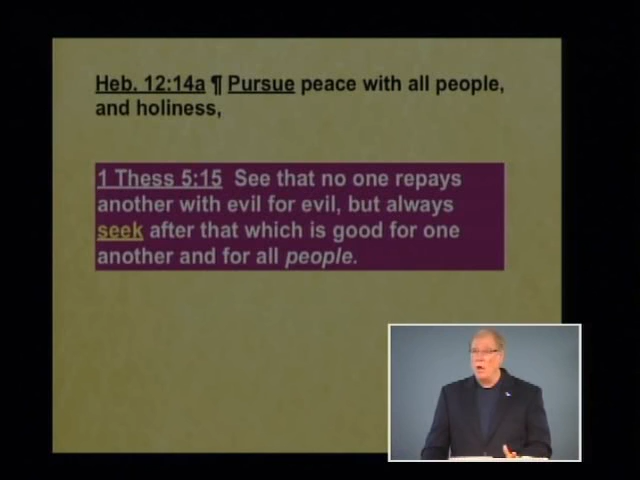 Heb. 12:14a ¶ Pursue peace with all people,
and holiness,
1 Thess 5:15 See that no one repays
another with evil for evil, but always
seek after that which is good for one
another and for all people.